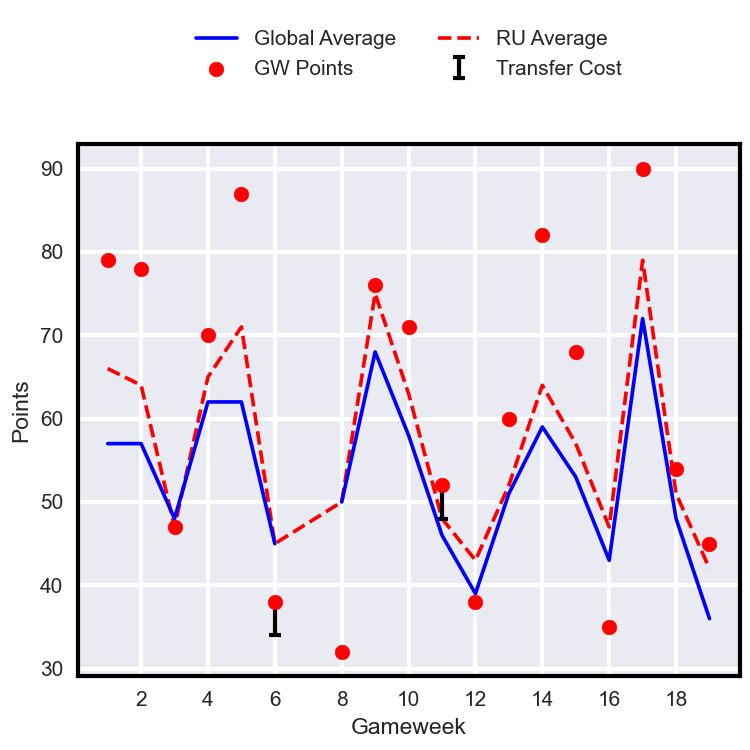 Global Average
RU Average
GW Points
Transfer Cost
90
80
70
60
50
40
30
Points
2 4 6 8 10 12 14 16 18
Gameweek